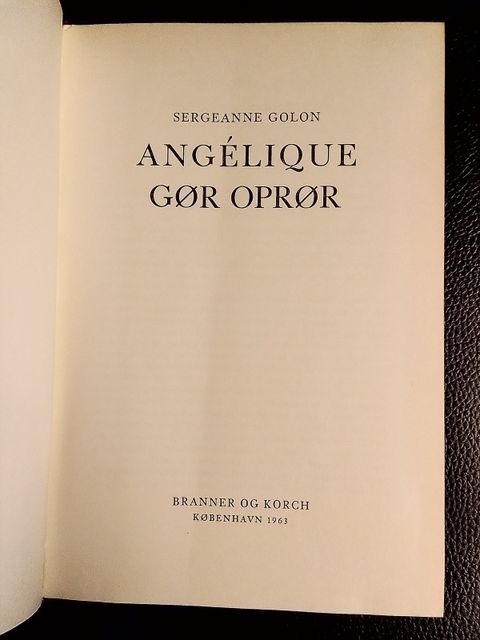 SERGEANNE GOLON
ANGÉLIQUE
GØR OPRØR
BRANNER OG KORCH
KØBENHAVN 1963